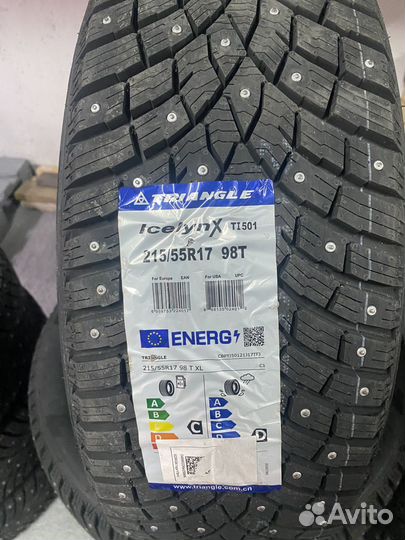 TRIANGLE
IcelynX TI501
215/55R17 98T
For Europe EAN For USA UPC
ENERG
TRIANGLE
215/55R17 98 T XL C1
A
B
C
D
A
B
C
D
www.triangle.com.cn
Avito